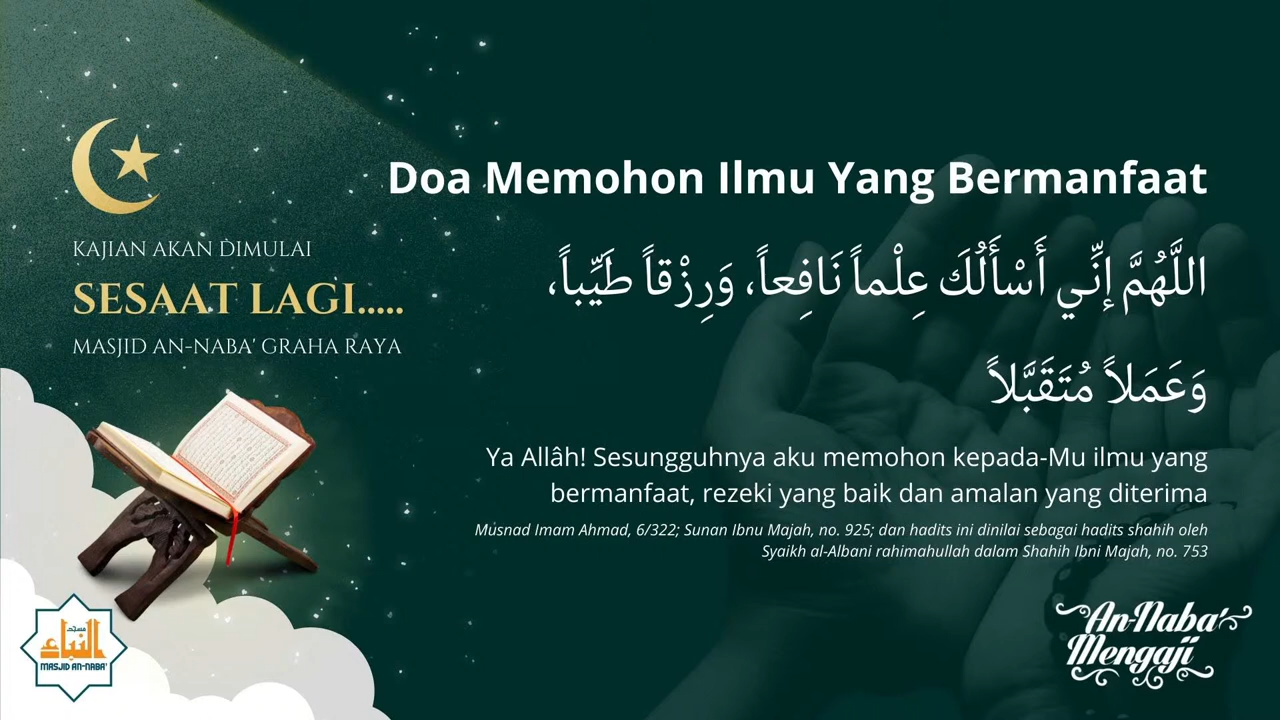 KAJIAN AKAN DIMULAI
SESAAT LAGI.....
MASJID AN-NABA' GRAHA RAYA
Doa Memohon Ilmu Yang Bermanfaat
اللَّهُمَّ إِنِّي أَسْأَلُكَ عِلْماً نَافِعاً، وَرِزْقاً طَيِّباً،
وَعَمَلاً مُتَقَبَّلاً
Ya Allâh! Sesungguhnya aku memohon kepada-Mu ilmu yang
bermanfaat, rezeki yang baik dan amalan yang diterima
Musnad Imam Ahmad, 6/322; Sunan Ibnu Majah, no. 925; dan hadits ini dinilai sebagai hadits shahih oleh
Syaikh al-Albani rahimahullah dalam Shahih Ibni Majah, no. 753
مسجد
النباء
MASJID AN-NABA'
An-Naba'
Mengaji